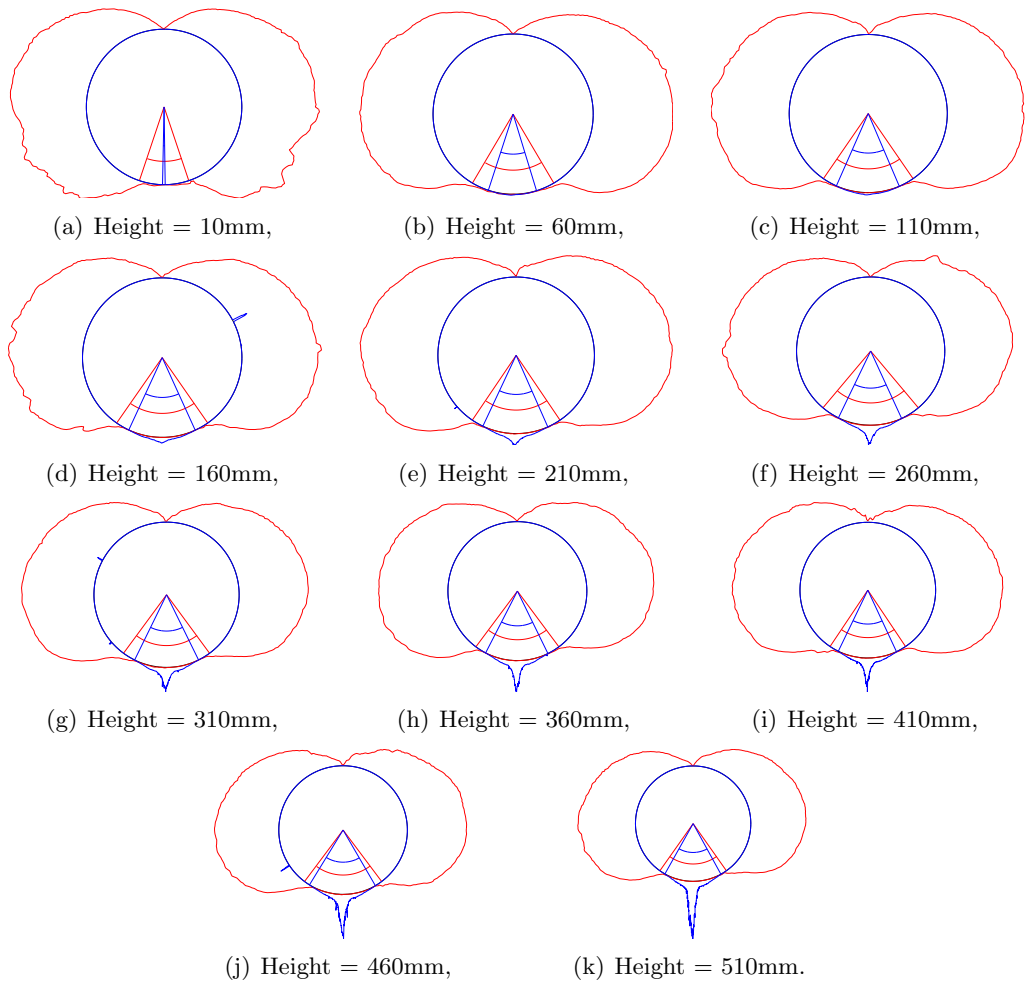 (a) Height = 10mm,
(b) Height = 60mm,
(c) Height = 110mm,
(d) Height = 160mm,
(e) Height = 210mm,
(f) Height = 260mm,
(g) Height = 310mm,
(h) Height = 360mm,
(i) Height = 410mm,
(j) Height = 460mm,
(k) Height = 510mm.